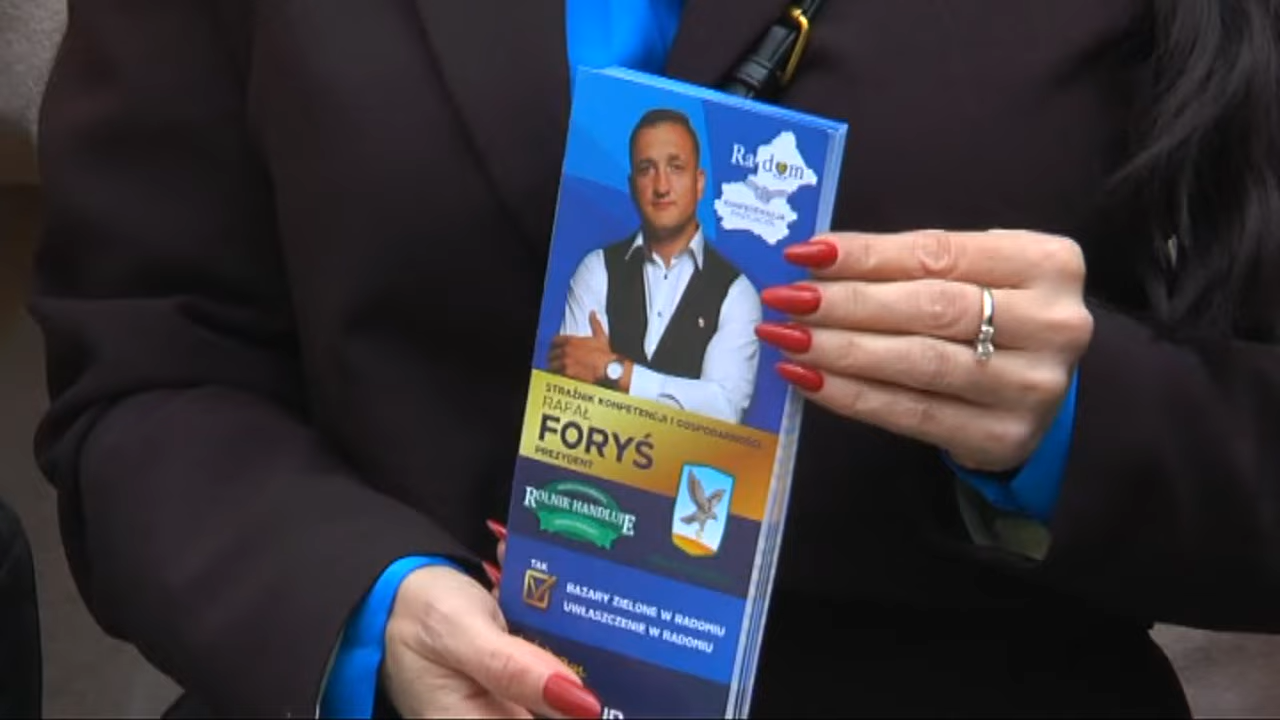 Radom
STRAŻNIK KOMPETENCJI I GOSPODARNOŚCI
RAFAŁ
FORYŚ
PREZYDENT
ROLNIK HANDLUJE
TAK
BAZARY ZIELONE W RADOMIU
UWŁASZCZENIE W RADOMIU